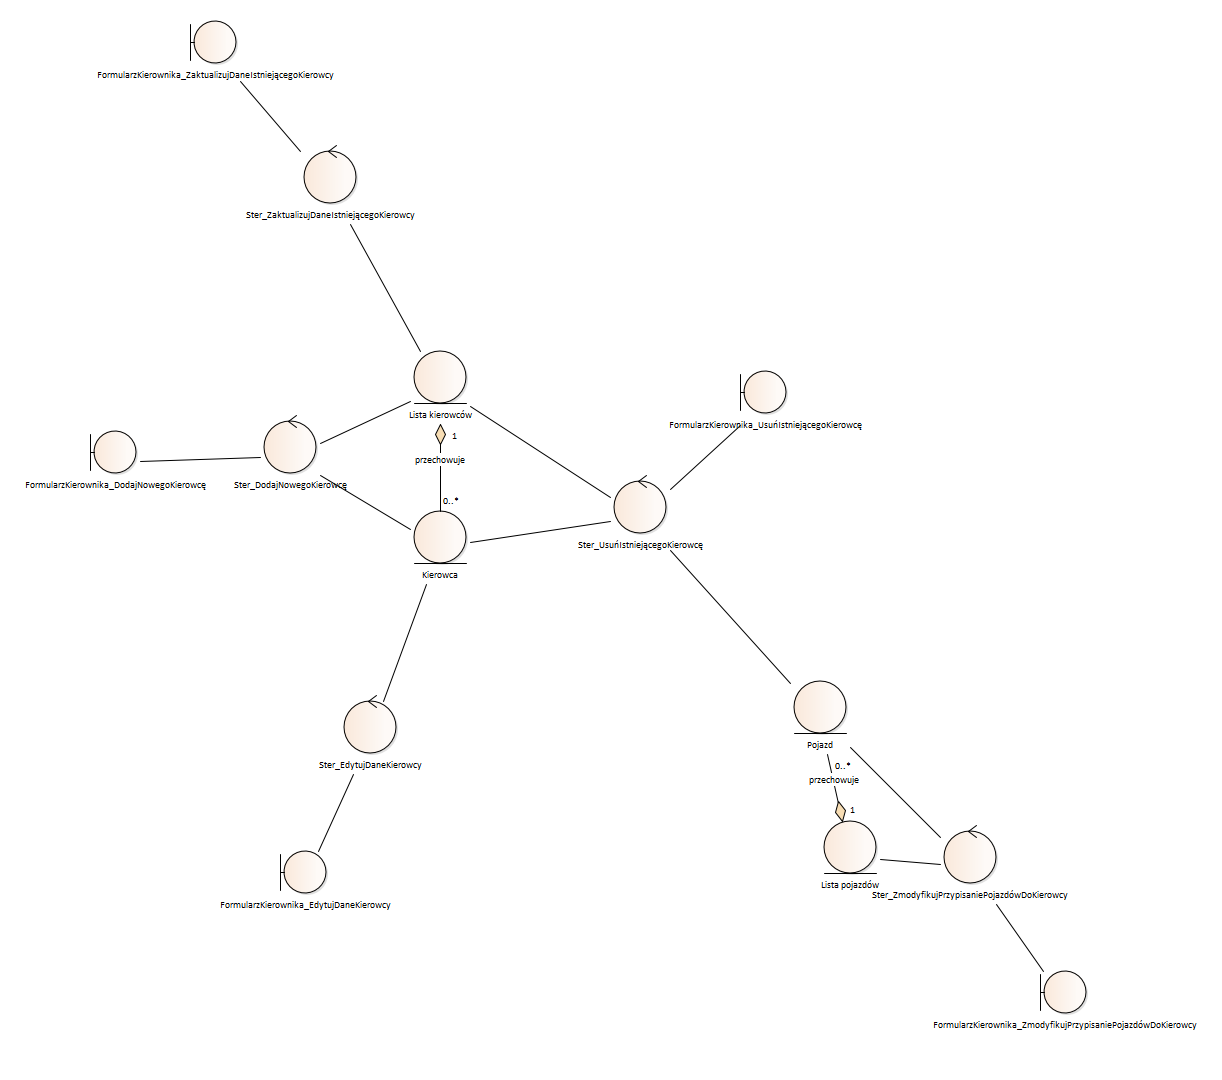 FormularzKierownika_ZaktualizujDaneIstniejącegoKierowcy
Ster_ZaktualizujDaneIstniejącegoKierowcy
Lista kierowców
1
przechowuje
0..*
FormularzKierownika_UsuńIstniejącegoKierowcę
FormularzKierownika_DodajNowegoKierowcę
Ster_DodajNowegoKierowcę
Ster_UsuńIstniejącegoKierowcę
Kierowca
Pojazd
0..*
przechowuje
1
Ster_EdytujDaneKierowcy
Lista pojazdów
Ster_ZmodyfikujPrzypisaniePojazdówDoKierowcy
FormularzKierownika_EdytujDaneKierowcy
FormularzKierownika_ZmodyfikujPrzypisaniePojazdówDoKierowcy